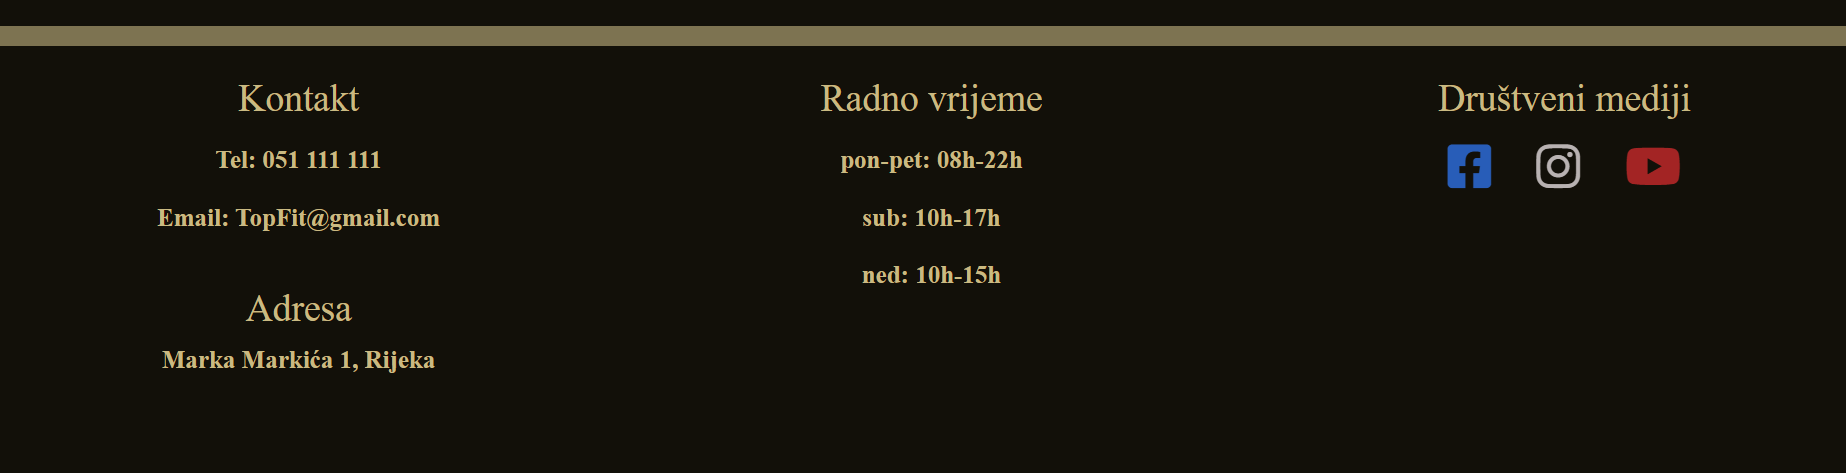 Kontakt
Tel: 051 111 111
Email: TopFit@gmail.com
Adresa
Marka Markića 1, Rijeka
Radno vrijeme
pon-pet: 08h-22h
sub: 10h-17h
ned: 10h-15h
Društveni mediji